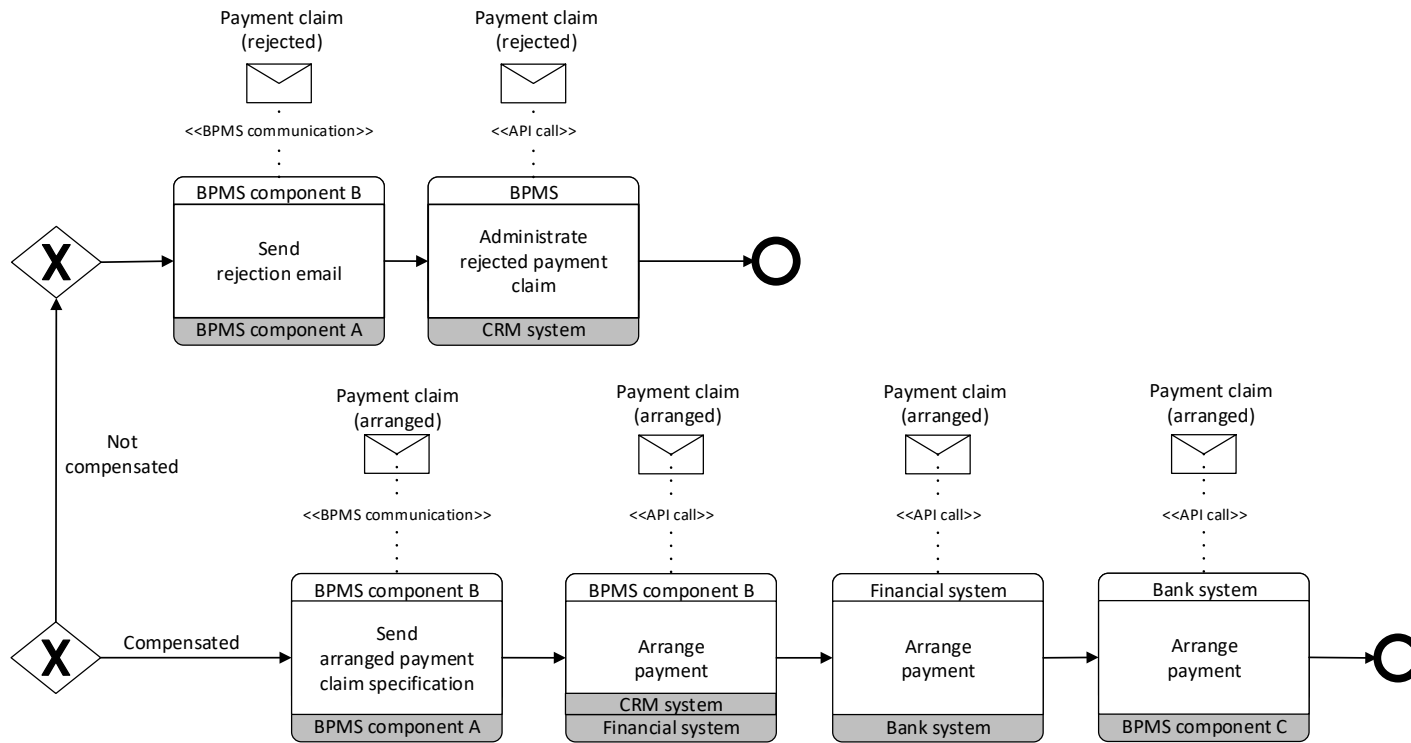 Payment claim
(rejected)
<<BPMS communication>>
BPMS component B
Send
rejection email
BPMS component A
Payment claim
(rejected)
<<API call>>
BPMS
Administrate
rejected payment
claim
CRM system
X
Not
compensated
X
Compensated
Payment claim
(arranged)
<<BPMS communication>>
BPMS component B
Send
arranged payment
claim specification
BPMS component A
Payment claim
(arranged)
<<API call>>
BPMS component B
Arrange
payment
CRM system
Financial system
Payment claim
(arranged)
<<API call>>
Financial system
Arrange
payment
Bank system
Payment claim
(arranged)
<<API call>>
Bank system
Arrange
payment
BPMS component C